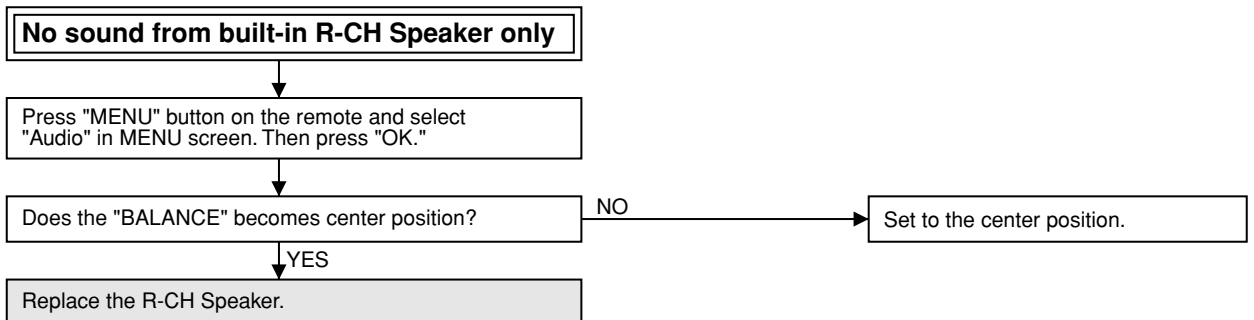 No sound from built-in R-CH Speaker only
Press "MENU" button on the remote and select
"Audio" in MENU screen. Then press "OK."
Does the "BALANCE" becomes center position?
NO
Set to the center position.
YES
Replace the R-CH Speaker.